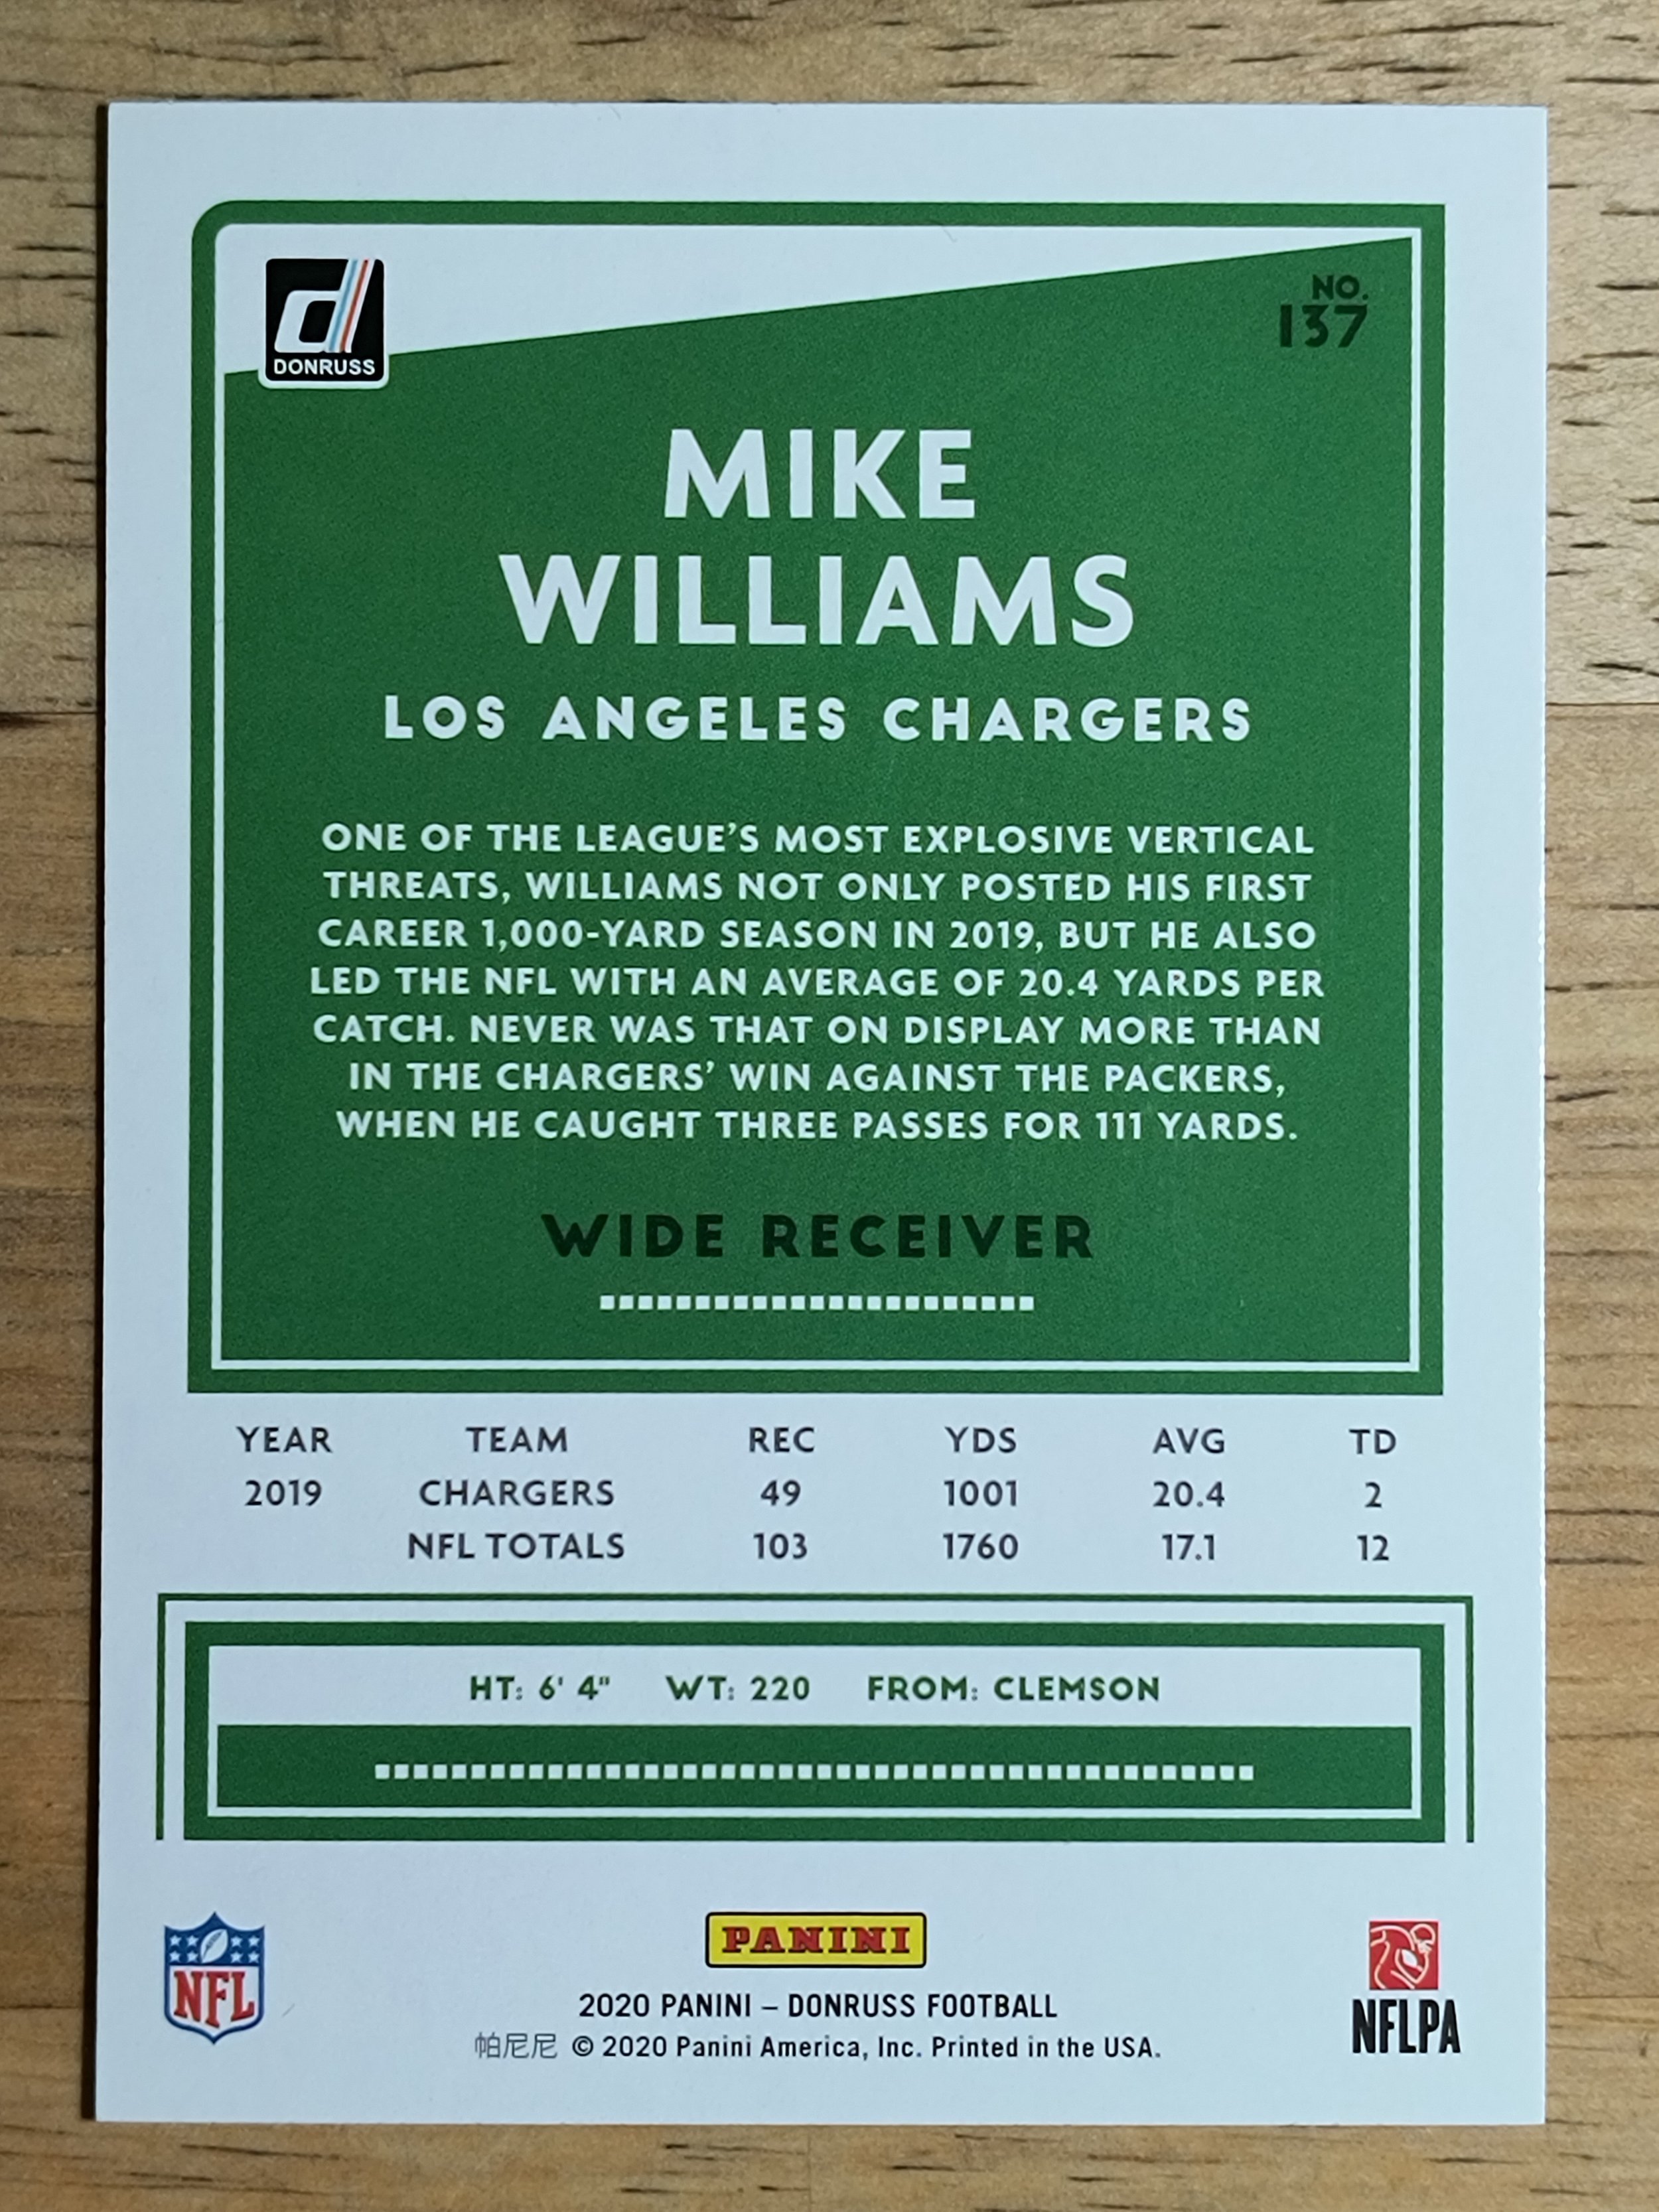 DONRUSS
NO.
137
MIKE
WILLIAMS
LOS ANGELES CHARGERS
ONE OF THE LEAGUE'S MOST EXPLOSIVE VERTICAL
THREATS, WILLIAMS NOT ONLY POSTED HIS FIRST
CAREER 1,000-YARD SEASON IN 2019, BUT HE ALSO
LED THE NFL WITH AN AVERAGE OF 20.4 YARDS PER
CATCH. NEVER WAS THAT ON DISPLAY MORE THAN
IN THE CHARGERS' WIN AGAINST THE PACKERS,
WHEN HE CAUGHT THREE PASSES FOR 111 YARDS.
WIDE RECEIVER
YEAR TEAM REC YDS AVG TD
2019 CHARGERS 49 1001 20.4 2
NFL TOTALS 103 1760 17.1 12
HT: 6' 4" WT: 220 FROM: CLEMSON
NFL
PANINI
2020 PANINI – DONRUSS FOOTBALL
帕尼尼 © 2020 Panini America, Inc. Printed in the USA.
NFLPA